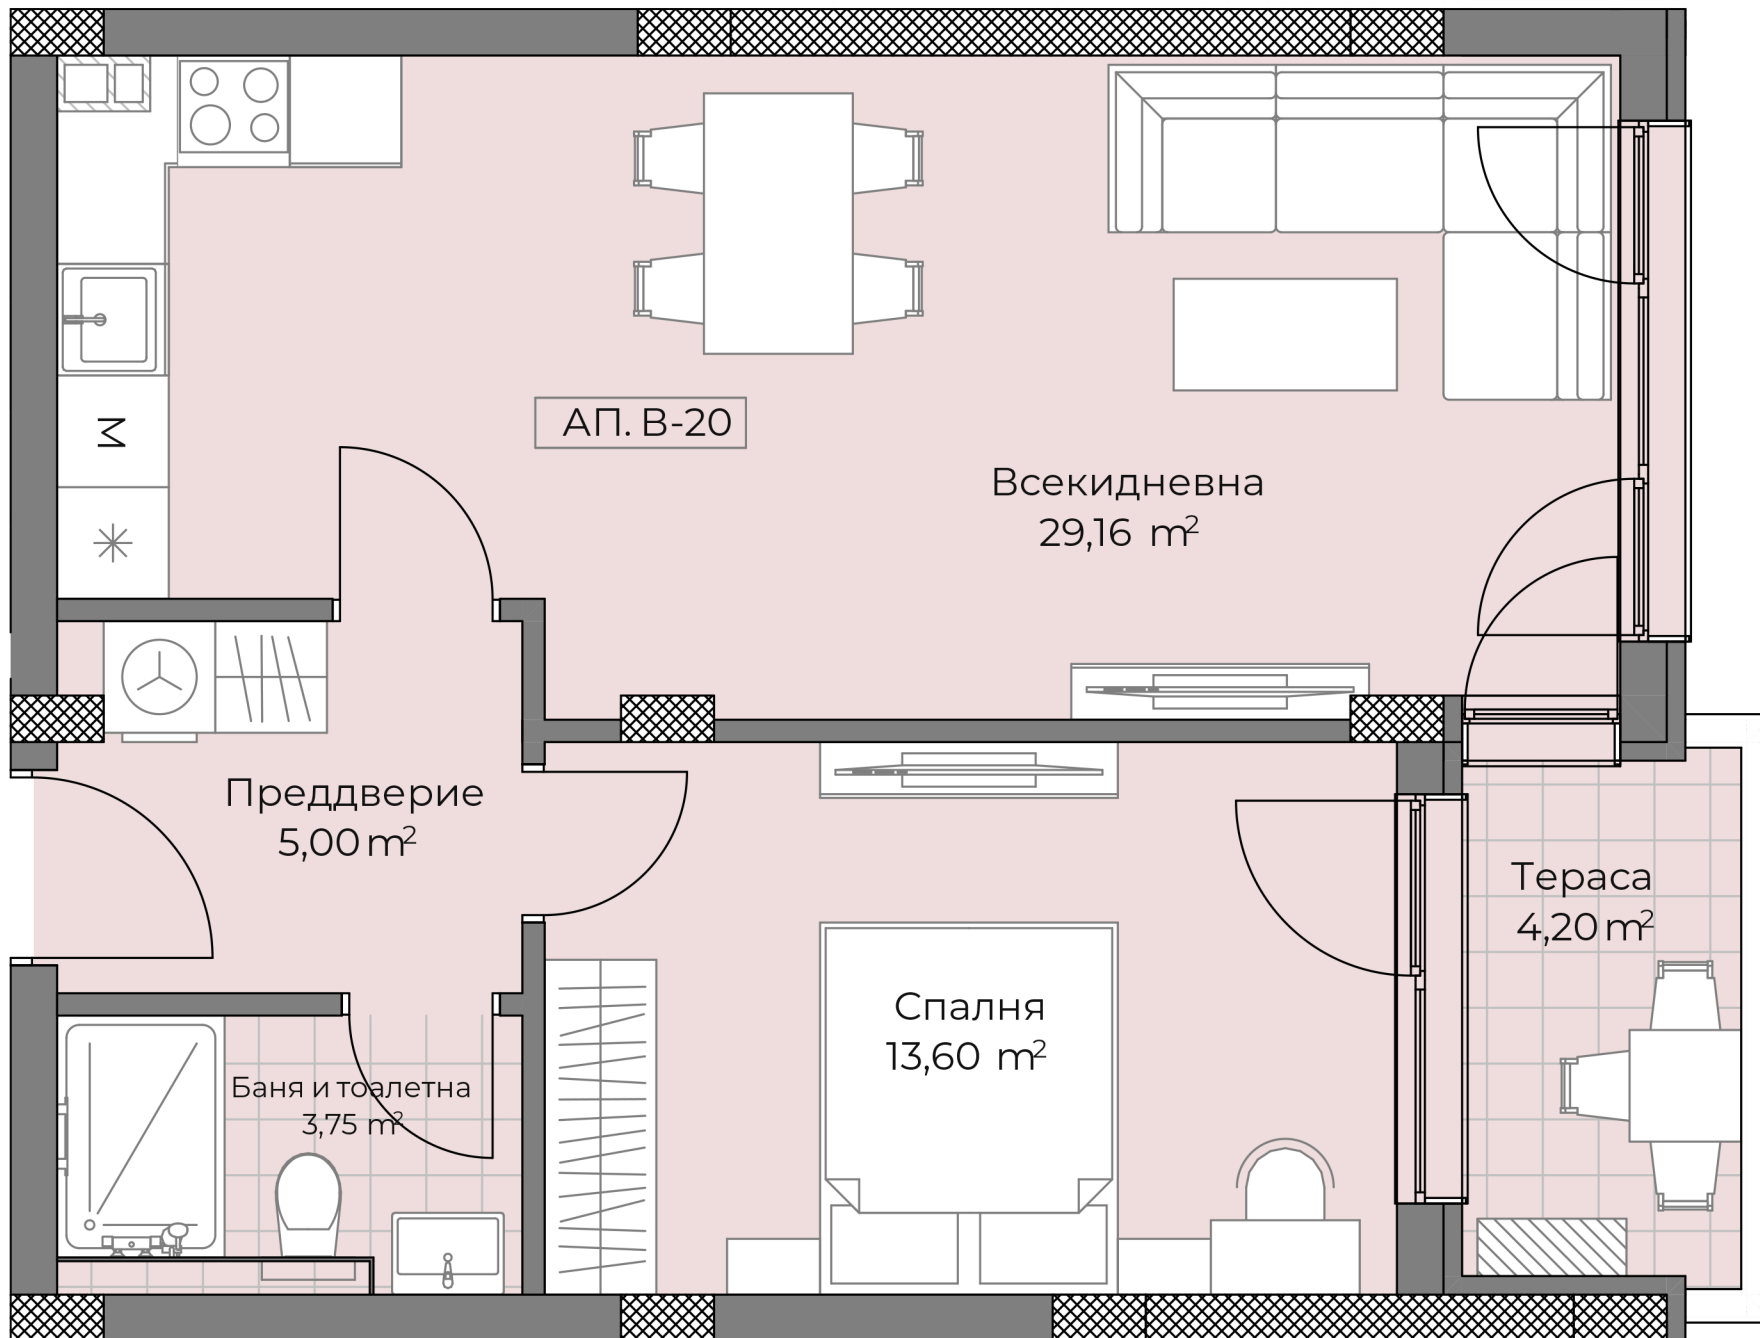 АП. В-20
Всекидневна
29,16 m²
M
Преддверие
5,00 m²
Тераса
4,20 m²
Спалня
13,60 m²
Баня и тоалетна
3,75 m²